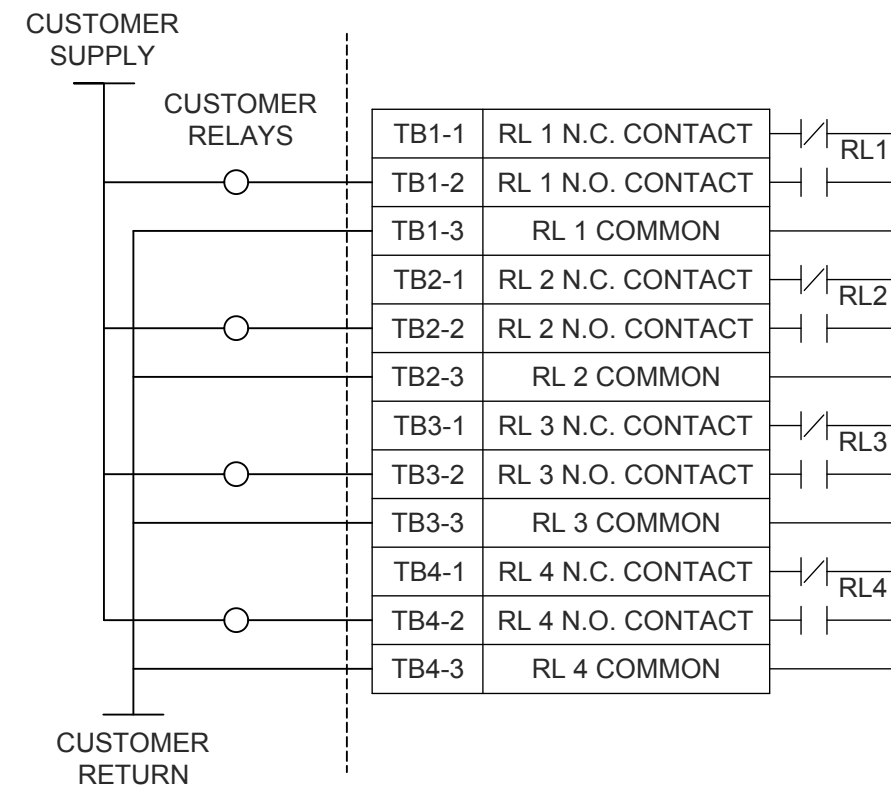 CUSTOMER
SUPPLY
CUSTOMER
RELAYS
TB1-1 RL 1 N.C. CONTACT RL1
TB1-2 RL 1 N.O. CONTACT
TB1-3 RL 1 COMMON
TB2-1 RL 2 N.C. CONTACT RL2
TB2-2 RL 2 N.O. CONTACT
TB2-3 RL 2 COMMON
TB3-1 RL 3 N.C. CONTACT RL3
TB3-2 RL 3 N.O. CONTACT
TB3-3 RL 3 COMMON
TB4-1 RL 4 N.C. CONTACT RL4
TB4-2 RL 4 N.O. CONTACT
TB4-3 RL 4 COMMON
CUSTOMER
RETURN